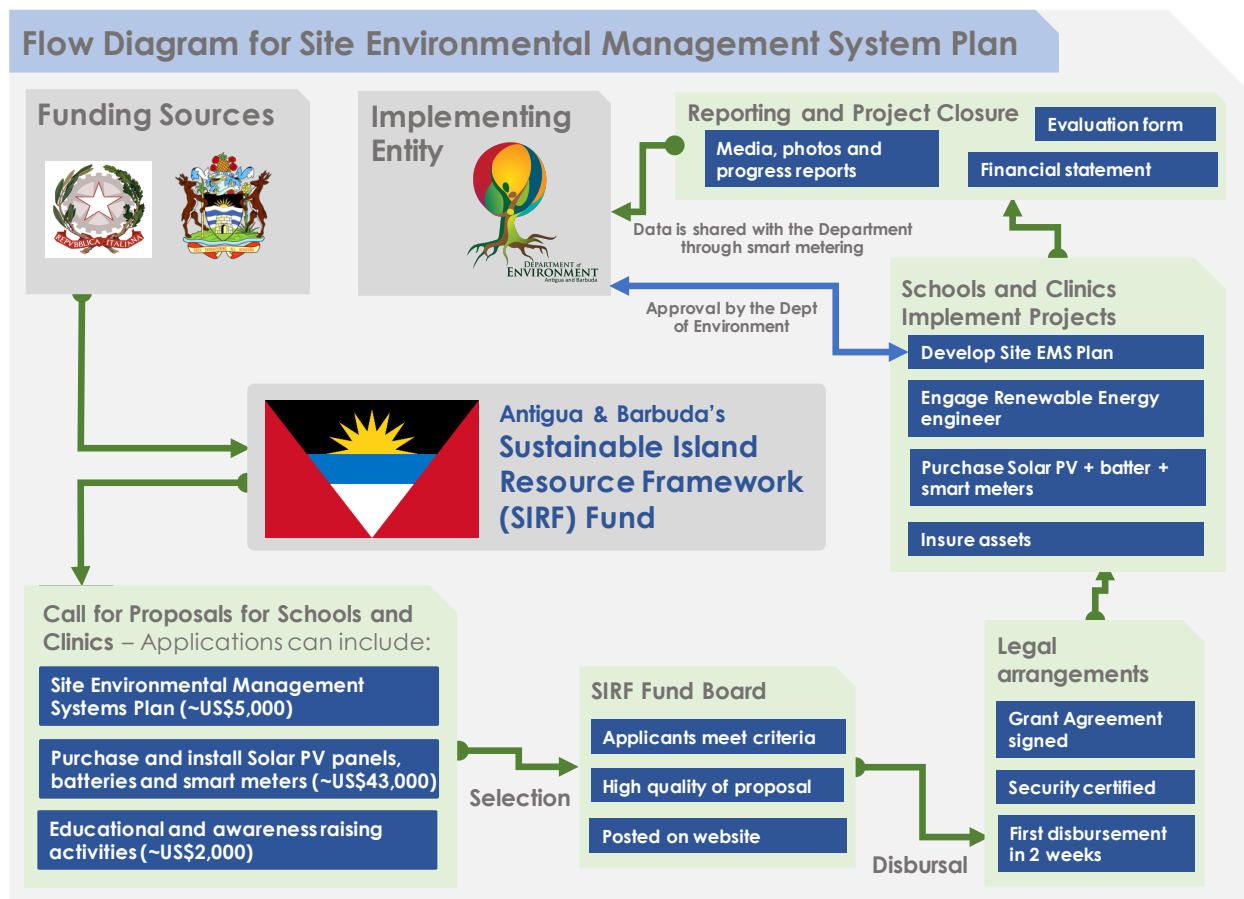 Flow Diagram for Site Environmental Management System Plan
Funding Sources
REPVBBLICA ITALIANA
Implementing
Entity
DEPARTMENT of
ENVIRONMENT
Antigua and Barbuda
Reporting and Project Closure
Evaluation form
Media, photos and
progress reports
Financial statement
Data is shared with the Department
through smart metering
Approval by the Dept
of Environment
Schools and Clinics
Implement Projects
Develop Site EMS Plan
Engage Renewable Energy
engineer
Purchase Solar PV + batter +
smart meters
Insure assets
Antigua & Barbuda's
Sustainable Island
Resource Framework
(SIRF) Fund
Call for Proposals for Schools and
Clinics – Applications can include:
Site Environmental Management
Systems Plan (~US$5,000)
Purchase and install Solar PV panels,
batteries and smart meters (~US$43,000)
Educational and awareness raising
activities (~US$2,000)
Selection
SIRF Fund Board
Applicants meet criteria
High quality of proposal
Posted on website
Disbursal
Legal
arrangements
Grant Agreement
signed
Security certified
First disbursement
in 2 weeks